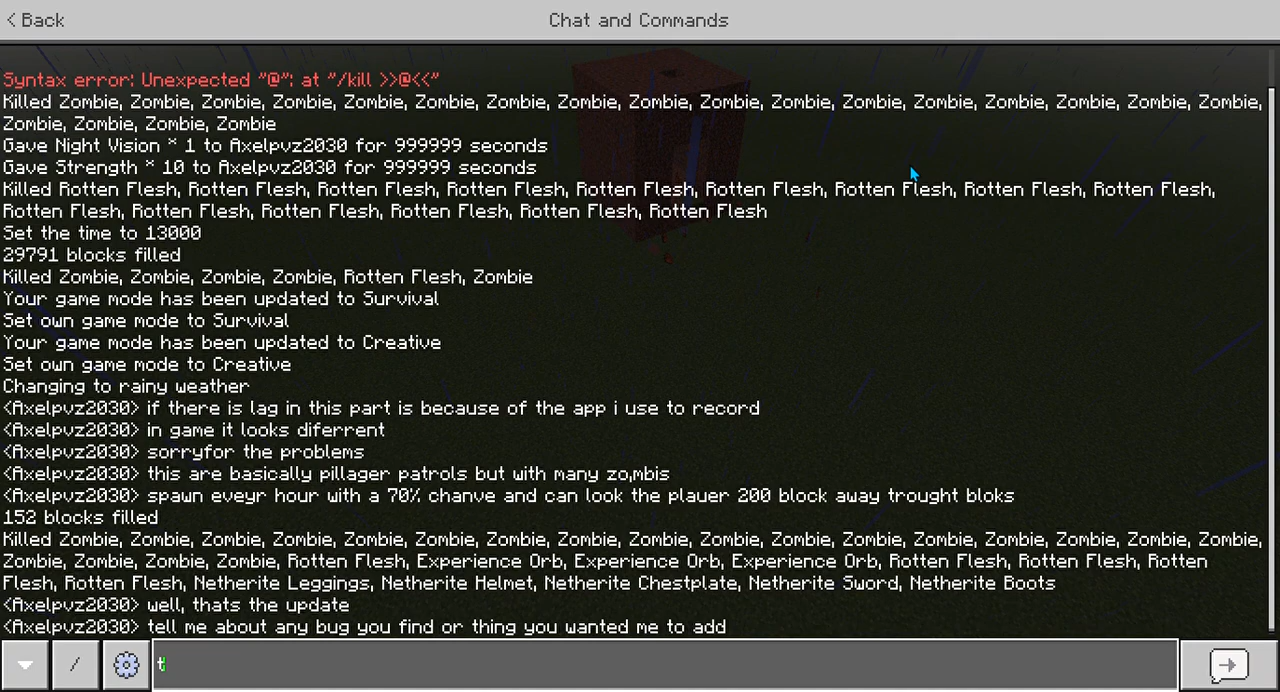 < Back
Chat and Commands
Syntax error: Unexpected "@": at "/kill >>@<<"
Killed Zombie, Zombie, Zombie, Zombie, Zombie, Zombie, Zombie, Zombie, Zombie, Zombie, Zombie, Zombie, Zombie, Zombie, Zombie, Zombie, Zombie,
Zombie, Zombie, Zombie, Zombie
Gave Night Vision * 1 to Axelpvz2030 for 999999 seconds
Gave Strength * 10 to Axelpvz2030 for 999999 seconds
Killed Rotten Flesh, Rotten Flesh, Rotten Flesh, Rotten Flesh, Rotten Flesh, Rotten Flesh, Rotten Flesh, Rotten Flesh, Rotten Flesh,
Rotten Flesh, Rotten Flesh, Rotten Flesh, Rotten Flesh, Rotten Flesh, Rotten Flesh
Set the time to 13000
29791 blocks filled
Killed Zombie, Zombie, Zombie, Zombie, Rotten Flesh, Zombie
Your game mode has been updated to Survival
Set own game mode to Survival
Your game mode has been updated to Creative
Set own game mode to Creative
Changing to rainy weather
<Axelpvz2030> if there is lag in this part is because of the app i use to record
<Axelpvz2030> in game it looks diferrent
<Axelpvz2030> sorryfor the problems
<Axelpvz2030> this are basically pillager patrols but with many zo,mbis
<Axelpvz2030> spawn eveyr hour with a 70% chanve and can look the plauer 200 block away trought bloks
152 blocks filled
Killed Zombie, Zombie, Zombie, Zombie, Zombie, Zombie, Zombie, Zombie, Zombie, Zombie, Zombie, Zombie, Zombie, Zombie, Zombie, Zombie, Zombie,
Zombie, Zombie, Zombie, Zombie, Rotten Flesh, Experience Orb, Experience Orb, Experience Orb, Rotten Flesh, Rotten Flesh, Rotten
Flesh, Rotten Flesh, Netherite Leggings, Netherite Helmet, Netherite Chestplate, Netherite Sword, Netherite Boots
<Axelpvz2030> well, thats the update
<Axelpvz2030> tell me about any bug you find or thing you wanted me to add
/
t